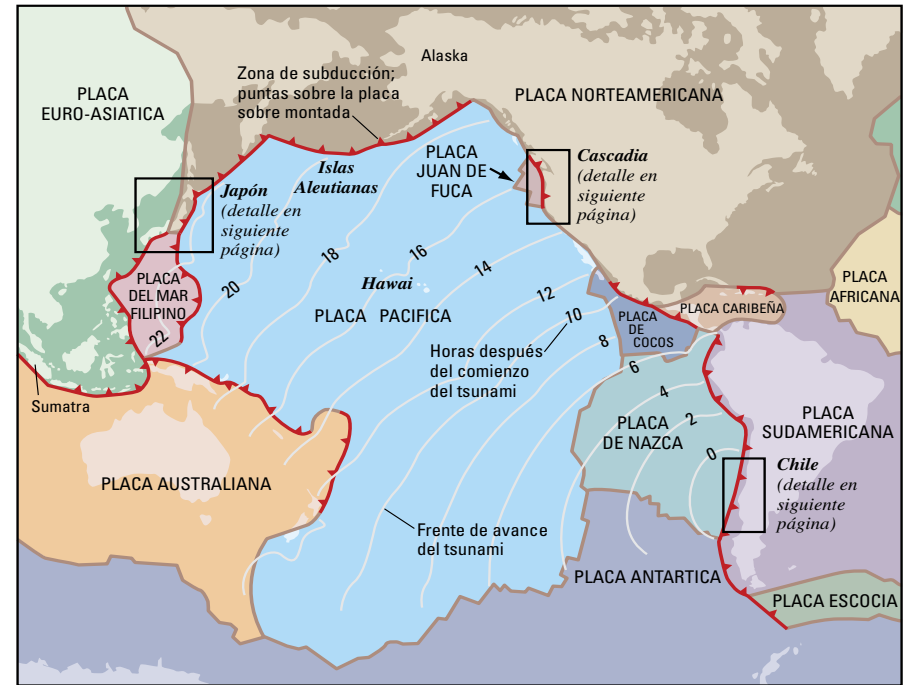 Alaska
PLACA
EURO-ASIATICA
Zona de subducción;
puntas sobre la placa
sobre montada
PLACA NORTEAMERICANA
Islas
Aleutianas
PLACA
JUAN DE
FUCA
Cascadia
(detalle en
siguiente
página)
Japón
(detalle en
siguiente
página)
PLACA
DEL MAR
FILIPINO
22
20
18
16
14
12
10
8
6
4
2
0
Hawai
PLACA PACIFICA
Horas después
del comienzo
del tsunami
PLACA
DE
COCOS
PLACA CARIBEÑA
PLACA
AFRICANA
Sumatra
PLACA
DE NAZCA
PLACA
SUDAMERICANA
Chile
(detalle en
siguiente
página)
PLACA AUSTRALIANA
Frente de avance
del tsunami
PLACA ANTARTICA
PLACA ESCOCIA